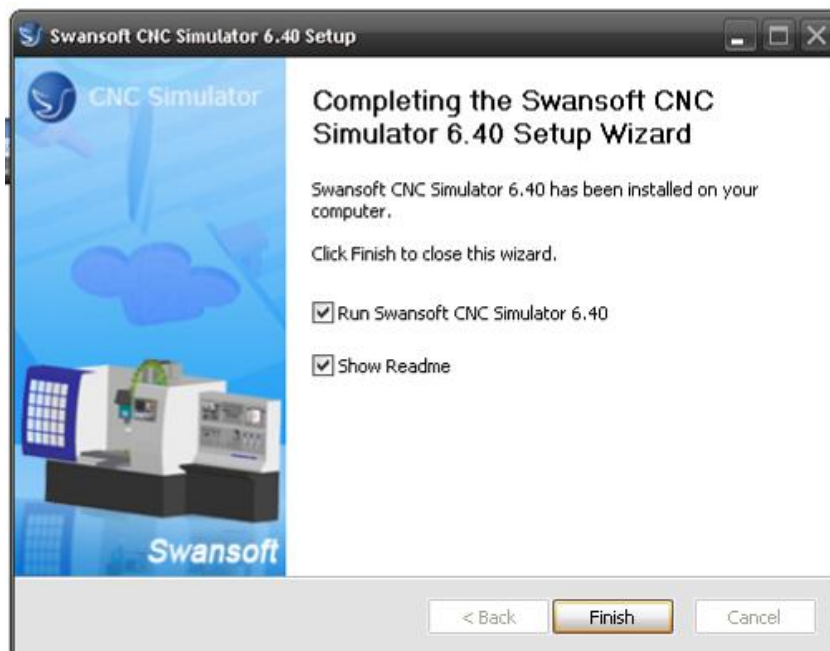 Swansoft CNC Simulator 6.40 Setup
CNC Simulator
Completing the Swansoft CNC
Simulator 6.40 Setup Wizard
Swansoft CNC Simulator 6.40 has been installed on your
computer.
Click Finish to close this wizard.
Run Swansoft CNC Simulator 6.40
Show Readme
Swansoft
< Back
Finish
Cancel